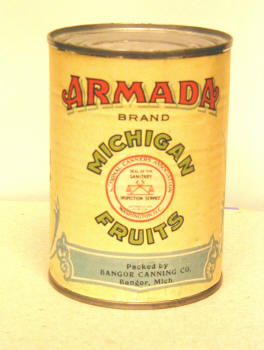 ARMADA
BRAND
MICHIGAN
NATIONAL CANNERS ASSOCIATION
SEAL OF THE
SANITARY
INSPECTION SERVICE
WASHINGTON, D.C.
FRUITS
Packed by
BANGOR CANNING CO.
Bangor, Mich.